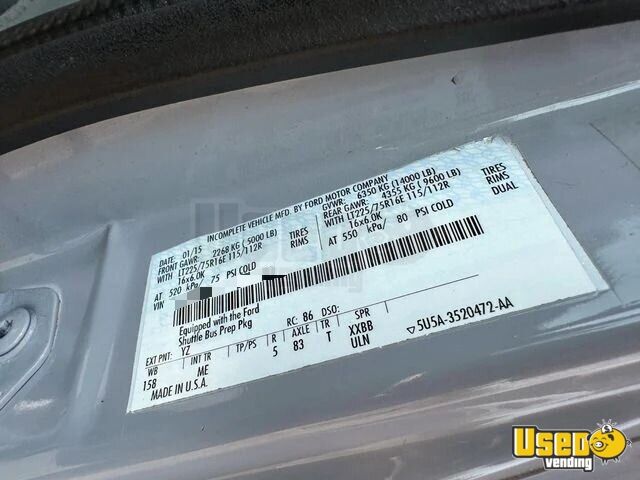 INCOMPLETE VEHICLE MFD. BY FORD MOTOR COMPANY
DATE: 01/15 GVWR: 6350 KG (14000 LB)
FRONT GAWR: 2268 KG (5000 LB) REAR GAWR: 4355 KG (9600 LB)
WITH LT225/75R16E 115/112R TIRES WITH LT225/75R16E 115/112R TIRES
16x6.0K RIMS 16x6.0K RIMS
AT 520 kPa/ 75 PSI COLD AT 550 kPa/ 80 PSI COLD DUAL
VIN
Equipped with the Ford
Shuttle Bus Prep Pkg
RC: 86 DSO:
EXT PNT: YZ
WB INT TR TP/PS R AXLE TR SPR
158 ME 5 B3 T XXBB
ULN
MADE IN U.S.A.
5U5A-3520472-AA
Used
vending